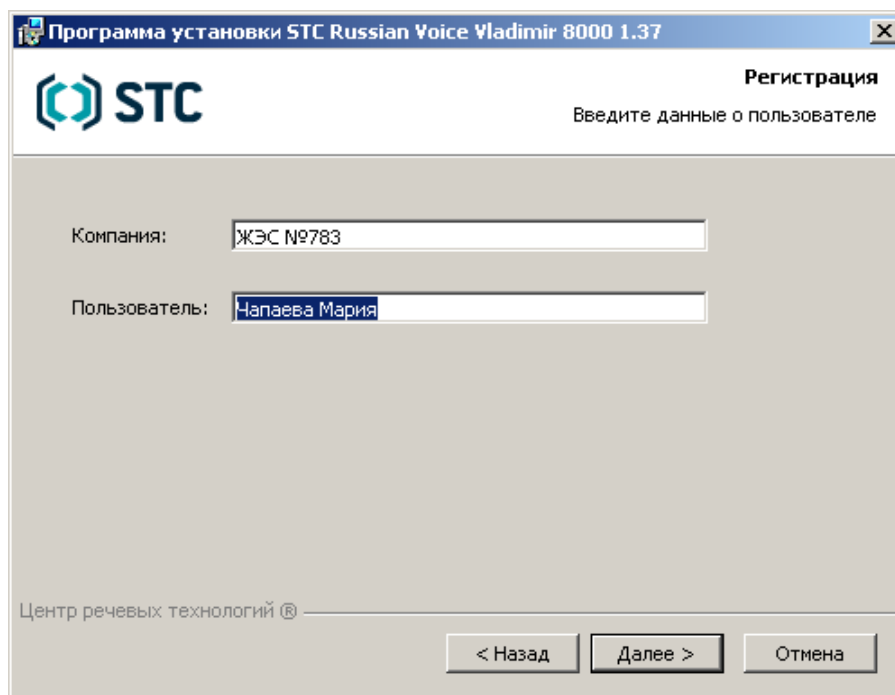 Программа установки STC Russian Voice Vladimir 8000 1.37
STC
Регистрация
Введите данные о пользователе
Компания: ЖЭС №783
Пользователь: Чапаева Мария
Центр речевых технологий ®
< Назад Далее > Отмена